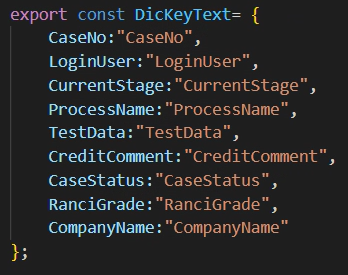 export const DicKeyText= {
    CaseNo:"CaseNo",
    LoginUser:"LoginUser",
    CurrentStage:"CurrentStage",
    ProcessName:"ProcessName",
    TestData:"TestData",
    CreditComment:"CreditComment",
    CaseStatus:"CaseStatus",
    RanciGrade:"RanciGrade",
    CompanyName:"CompanyName"
};